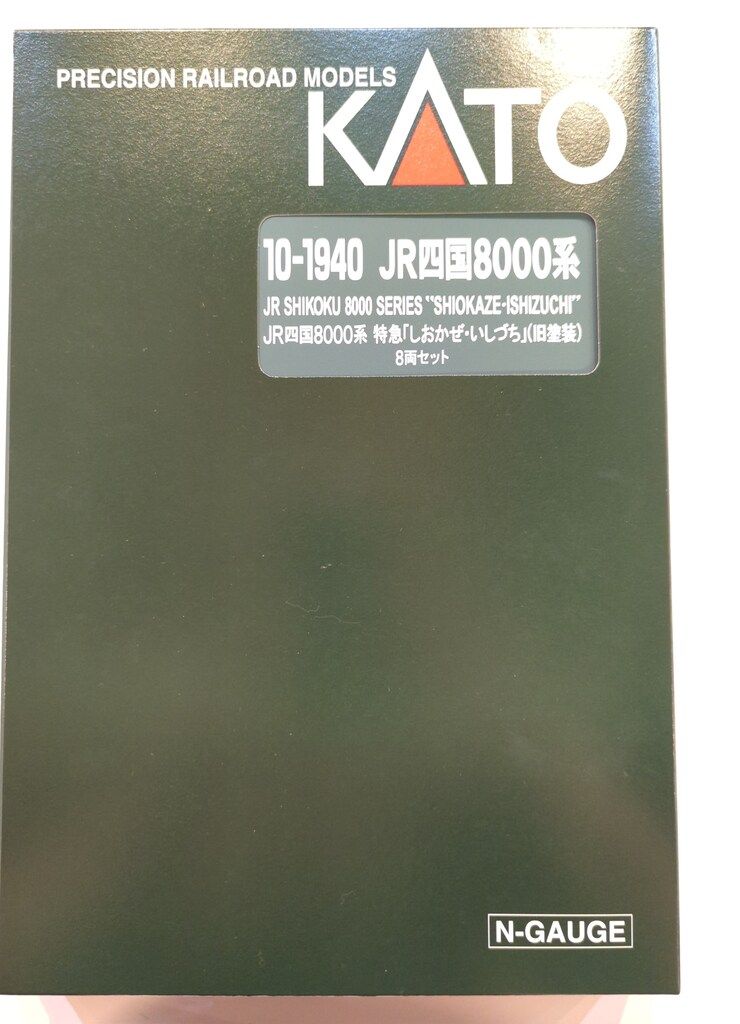 PRECISION RAILROAD MODELS
KATO
10-1940 JR四国8000系
JR SHIKOKU 8000 SERIES "SHIOKAZE・ISHIZUCHI"
JR四国8000系 特急「しおかぜ・いしづち」(旧塗装)
8両セット
N-GAUGE